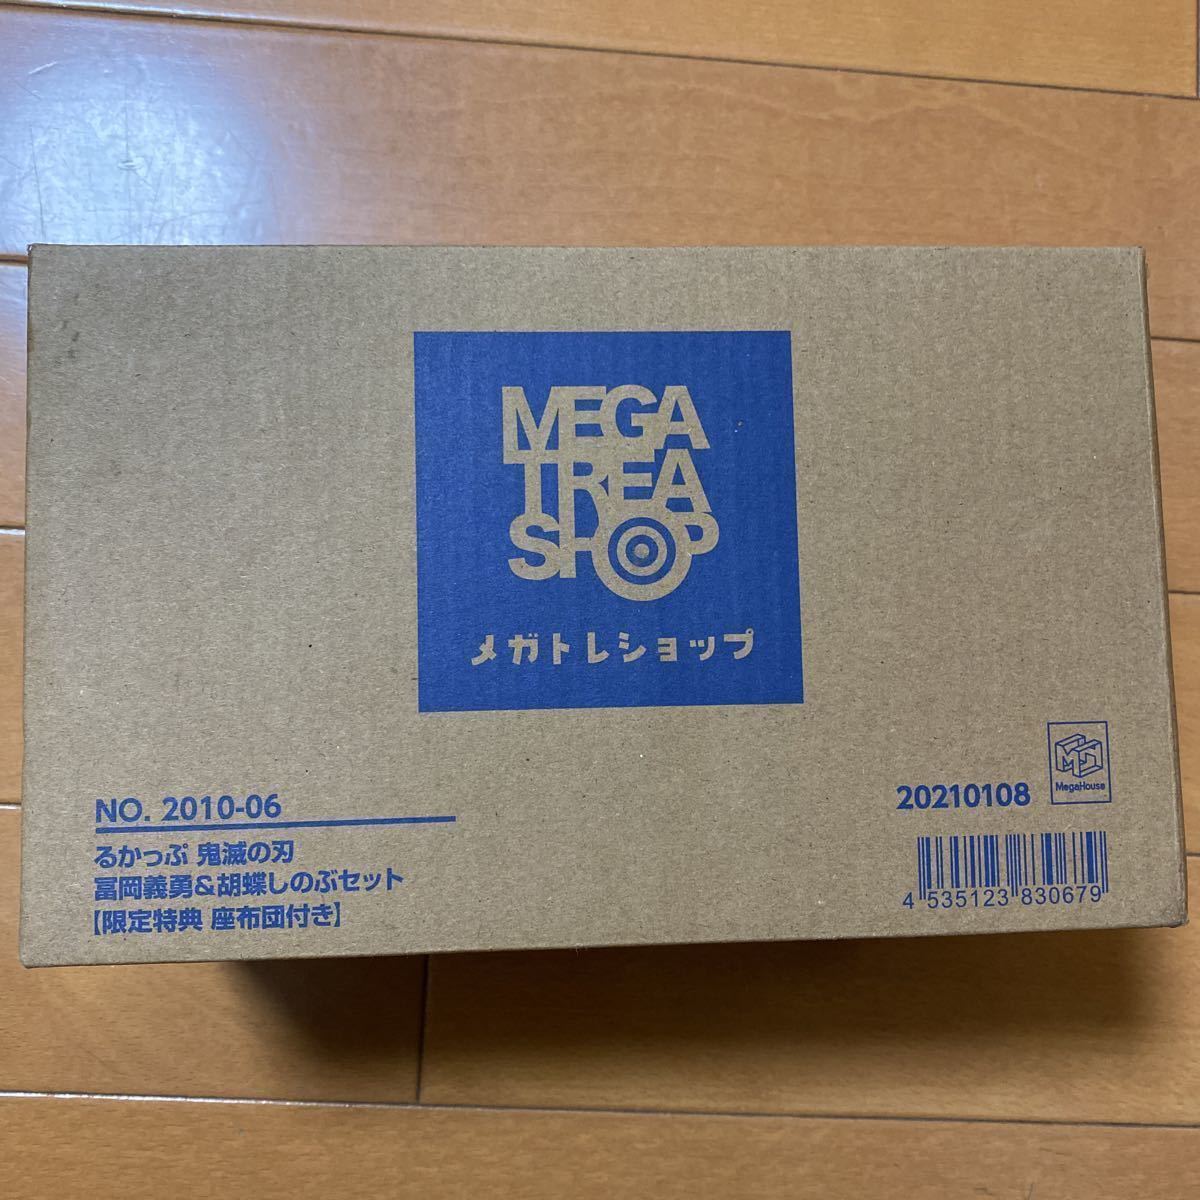 MEGA
TREA
SHOP
メガトレショップ
NO. 2010-06
るかっぷ 鬼滅の刃
冨岡義勇&胡蝶しのぶセット
【限定特典 座布団付き】
20210108
MegaHouse
4 535123 830679